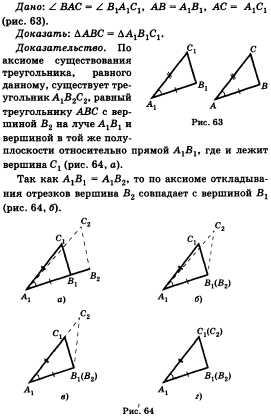 Дано: ∠ BAC = ∠ B₁A₁C₁, AB = A₁B₁, AC = A₁C₁
(рис. 63).
Доказать: △ABC = △A₁B₁C₁.
Доказательство. По
аксиоме существования
треугольника, равного
данному, существует тре-
угольник A₁B₂C₂, равный
треугольнику ABC с вер-
шиной B₂ на луче A₁B₁ и
вершиной в той же полу-
плоскости относительно прямой A₁B₁, где и лежит
вершина C₁ (рис. 64, а).
C₁
C
A₁
B₁
A
B
Рис. 63
Так как A₁B₁ = A₁B₂, то по аксиоме откладыва-
ния отрезков вершина B₂ совпадает с вершиной B₁
(рис. 64, б).
C₂
C₁
A₁
B₁
B₂
а)
C₂
C₁
A₁
B₁(B₂)
б)
C₂
C₁
A₁
B₁(B₂)
в)
C₁(C₂)
A₁
B₁(B₂)
г)
Рис. 64